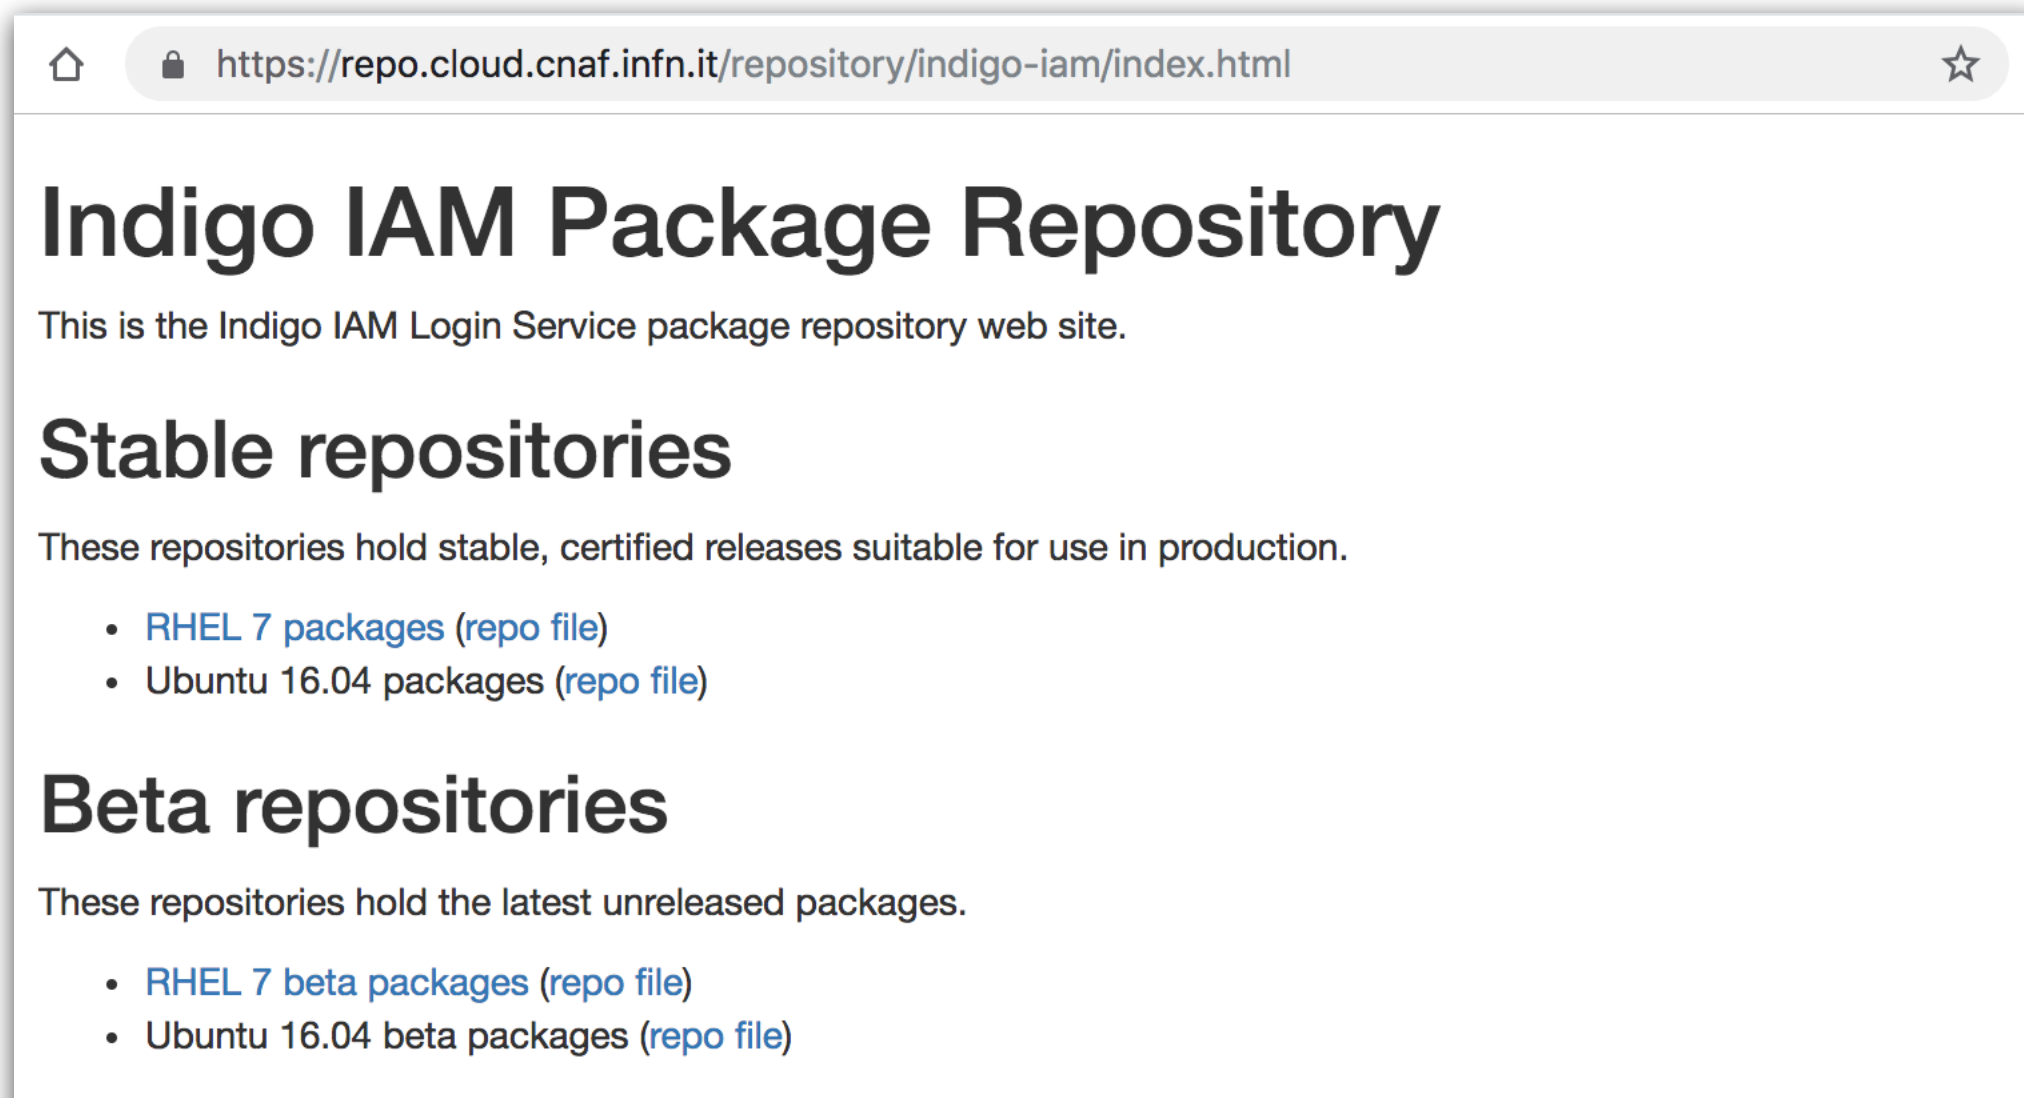 https://repo.cloud.cnaf.infn.it/repository/indigo-iam/index.html
Indigo IAM Package Repository
This is the Indigo IAM Login Service package repository web site.
Stable repositories
These repositories hold stable, certified releases suitable for use in production.
• RHEL 7 packages (repo file)
• Ubuntu 16.04 packages (repo file)
Beta repositories
These repositories hold the latest unreleased packages.
• RHEL 7 beta packages (repo file)
• Ubuntu 16.04 beta packages (repo file)